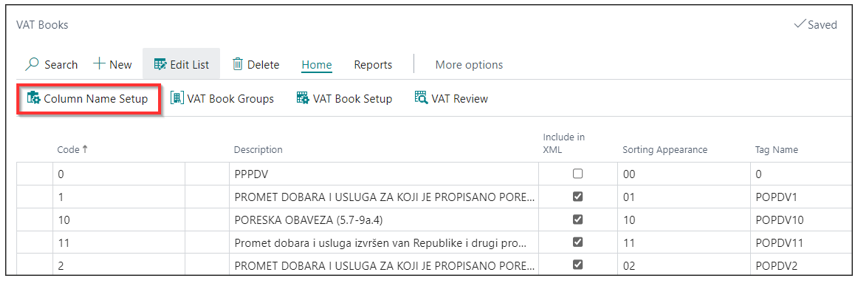 VAT Books
Saved
Search New Edit List Delete Home Reports More options
Column Name Setup VAT Book Groups VAT Book Setup VAT Review
Code ↑ Description Include in XML Sorting Appearance Tag Name
0 PPPDV 00 0
1 PROMET DOBARA I USLUGA ZA KOJI JE PROPISANO PORE... 01 POPDV1
10 PORESKA OBAVEZA (5.7-9a.4) 10 POPDV10
11 Promet dobara i usluga izvršen van Republike i drugi pro... 11 POPDV11
2 PROMET DOBARA I USLUGA ZA KOJI JE PROPISANO PORE... 02 POPDV2